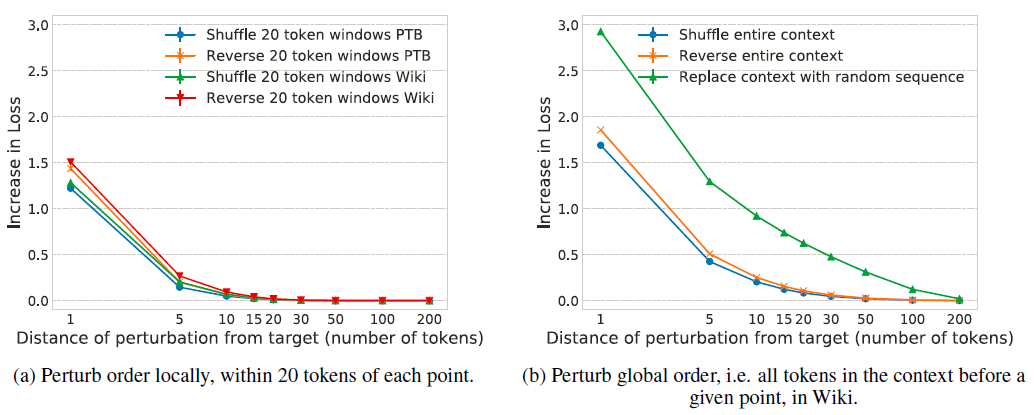 3.0
2.5
2.0
1.5
1.0
0.5
0.0
Increase in Loss
Shuffle 20 token windows PTB
Reverse 20 token windows PTB
Shuffle 20 token windows Wiki
Reverse 20 token windows Wiki
1 5 10 15 20 30 50 100 200
Distance of perturbation from target (number of tokens)
(a) Perturb order locally, within 20 tokens of each point.
3.0
2.5
2.0
1.5
1.0
0.5
0.0
Increase in Loss
Shuffle entire context
Reverse entire context
Replace context with random sequence
1 5 10 15 20 30 50 100 200
Distance of perturbation from target (number of tokens)
(b) Perturb global order, i.e. all tokens in the context before a
given point, in Wiki.